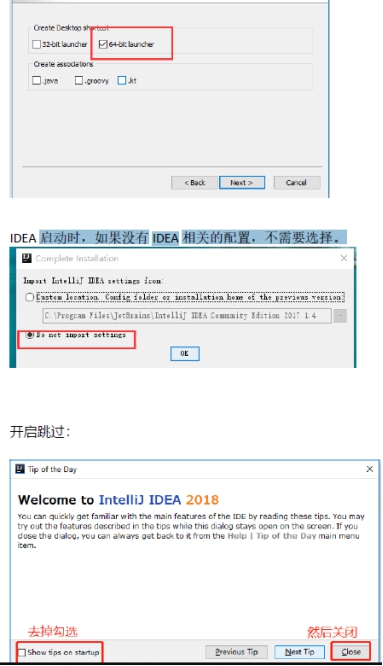 Create Desktop shortcut
32-bit launcher 64-bit launcher
Create associations
.java .groovy .kt
< Back Next > Cancel
IDEA 启动时，如果没有 IDEA 相关的配置，不需要选择。
Complete Installation
Import IntelliJ IDEA settings from:
Custom location. Config folder or installation home of the previous version:
C:\Program Files\JetBrains\IntelliJ IDEA Community Edition 2017.1.4
Do not import settings
OK
开启跳过：
Tip of the Day
Welcome to IntelliJ IDEA 2018
You can quickly get familiar with the main features of the IDE by reading these tips. You may
try out the features described in the tips while this dialog stays open on the screen. If you
close the dialog, you can always get back to it from the Help | Tip of the Day main menu
item.
去掉勾选 然后关闭
Show tips on startup Previous Tip Next Tip Close